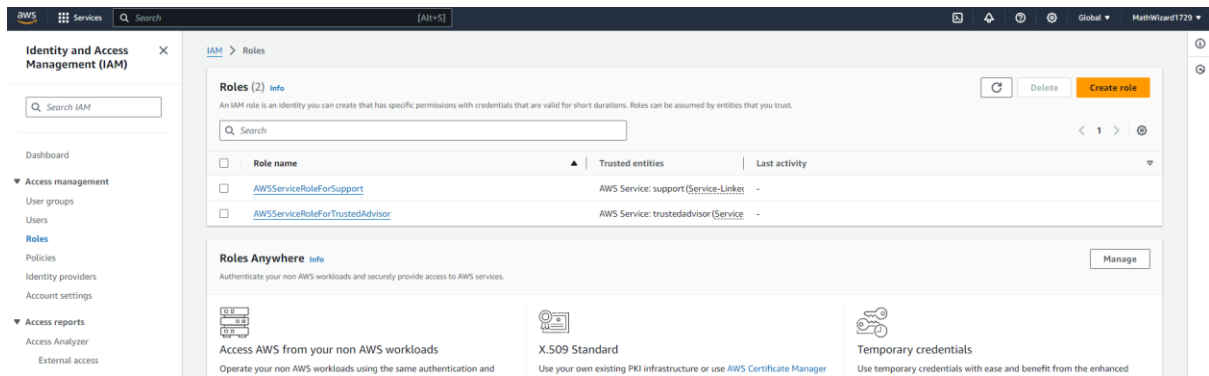 aws Services Search [Alt+S] Global MathWizard1729
Identity and Access
Management (IAM)
Search IAM
Dashboard
Access management
User groups
Users
Roles
Policies
Identity providers
Account settings
Access reports
Access Analyzer
External access
IAM > Roles
Roles (2) Info
Delete
Create role
An IAM role is an identity you can create that has specific permissions with credentials that are valid for short durations. Roles can be assumed by entities that you trust.
Search
1
Role name Trusted entities Last activity
AWSServiceRoleForSupport AWS Service: support (Service-Linked -
AWSServiceRoleForTrustedAdvisor AWS Service: trustedadvisor (Service -
Roles Anywhere Info
Manage
Authenticate your non AWS workloads and securely provide access to AWS services.
Access AWS from your non AWS workloads
Operate your non AWS workloads using the same authentication and
X.509 Standard
Use your own existing PKI infrastructure or use AWS Certificate Manager
Temporary credentials
Use temporary credentials with ease and benefit from the enhanced